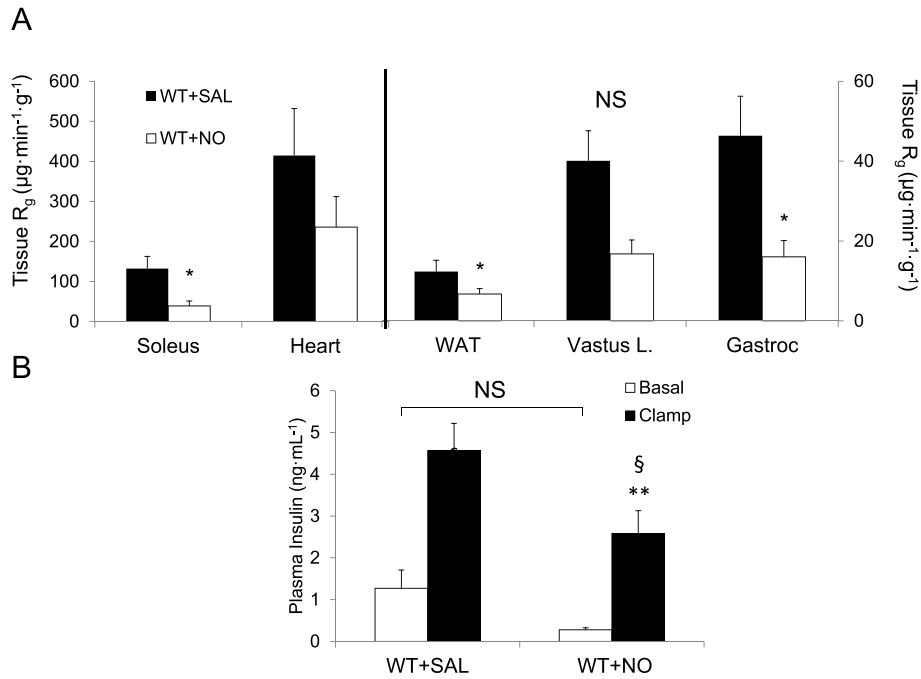 A
Tissue Rg (µg·min-1·g-1)
600
500
400
300
200
100
0
WT+SAL
WT+NO
NS
*
*
*
60
40
20
0
Tissue Rg (µg·min-1·g-1)
Soleus
Heart
WAT
Vastus L.
Gastroc
B
Plasma Insulin (ng·mL-1)
6
5
4
3
2
1
0
NS
Basal
Clamp
§
**
WT+SAL
WT+NO